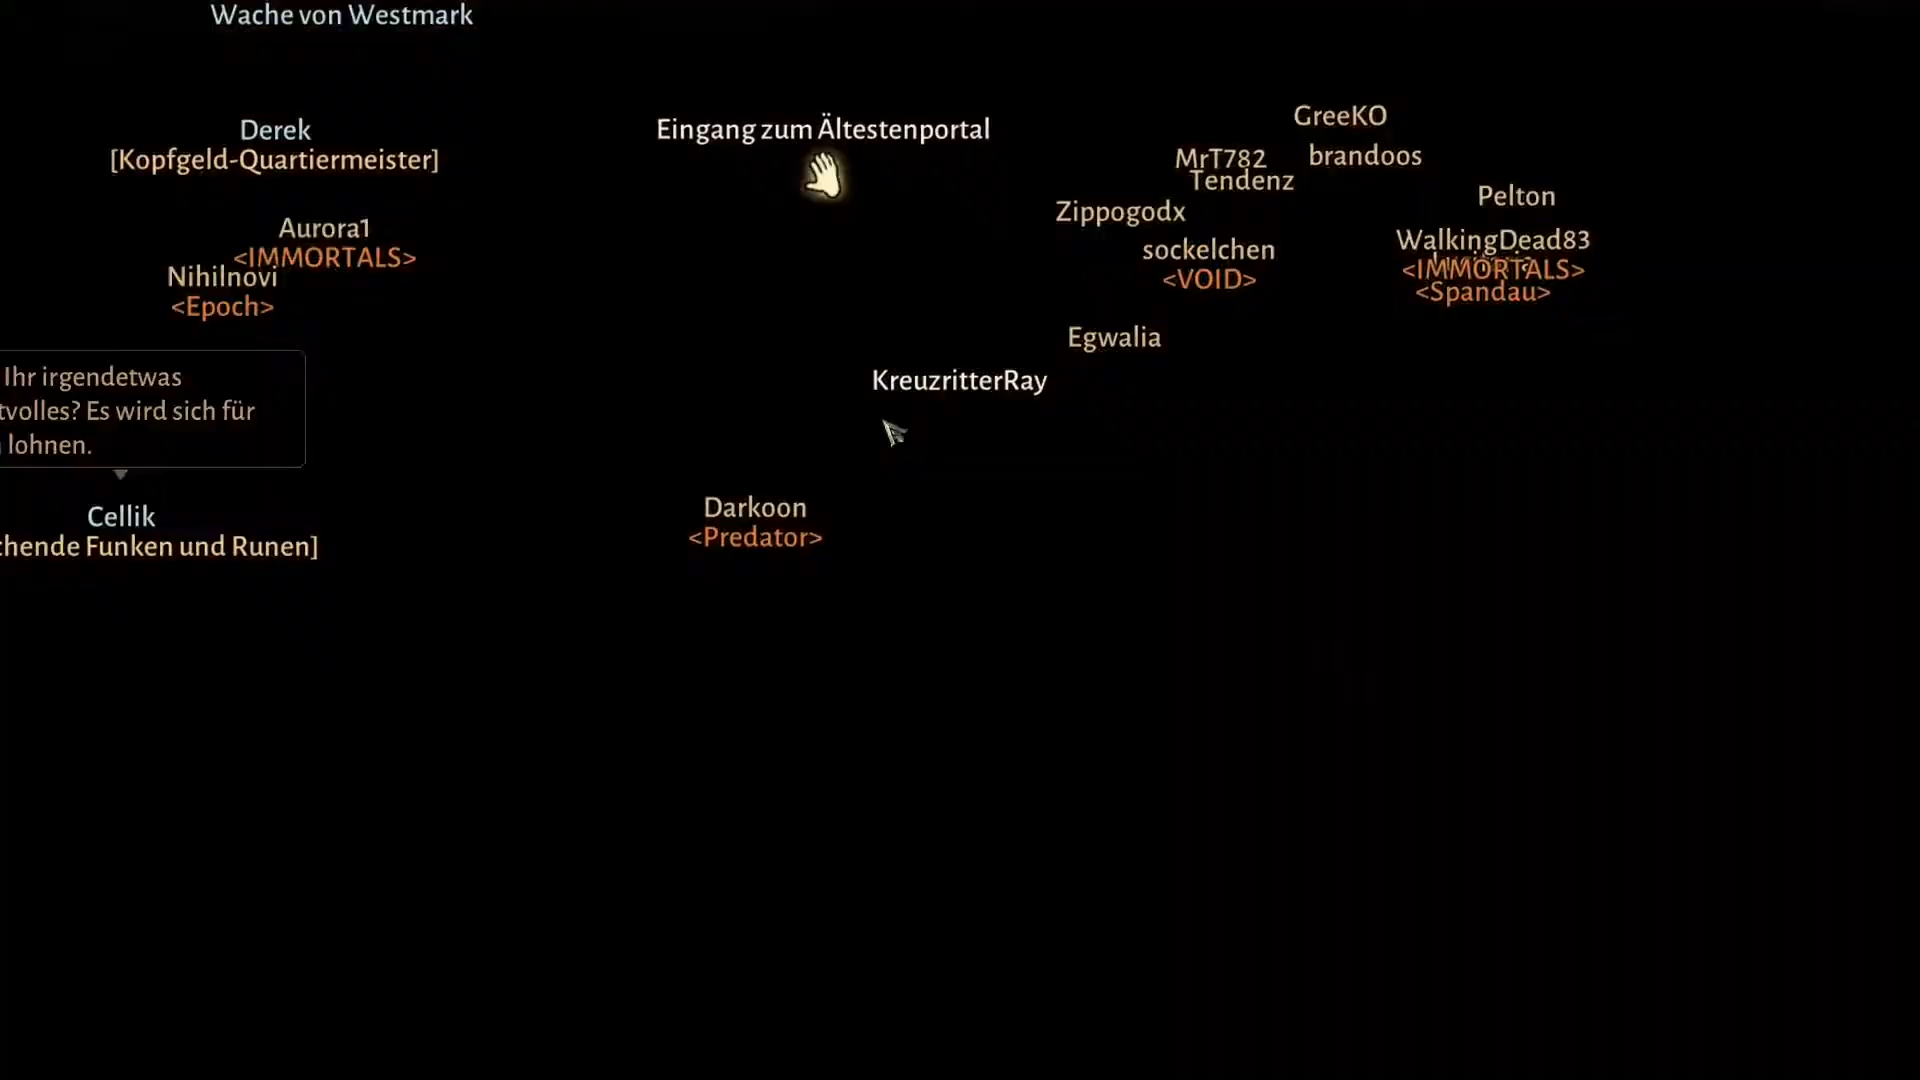 Wache von Westmark
Derek
[Kopfgeld-Quartiermeister]
Eingang zum Ältestenportal
GreeKO
brandoos
MrT782
Tendenz
Pelton
Zippogodx
Aurora1
<IMMORTALS>
Nihilnovi
<Epoch>
sockelchen
<VOID>
WalkingDead83
<IMMORTALS>
<Spandau>
Egwalia
KreuzritterRay
Ihr irgendetwas
tvolles? Es wird sich für
lohnen.
Cellik
chende Funken und Runen]
Darkoon
<Predator>